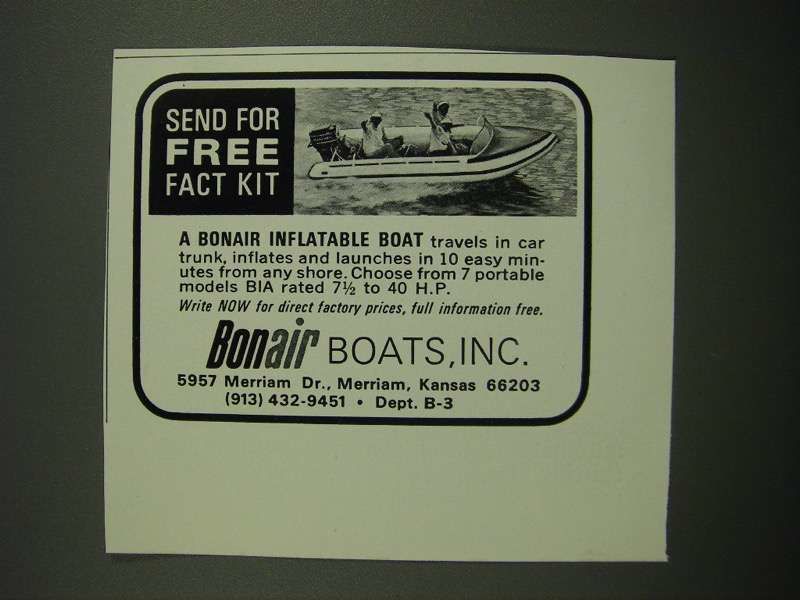 SEND FOR
FREE
FACT KIT
A BONAIR INFLATABLE BOAT travels in car
trunk, inflates and launches in 10 easy min-
utes from any shore. Choose from 7 portable
models BIA rated 7½ to 40 H.P.
Write NOW for direct factory prices, full information free.
Bonair BOATS, INC.
5957 Merriam Dr., Merriam, Kansas 66203
(913) 432-9451 • Dept. B-3